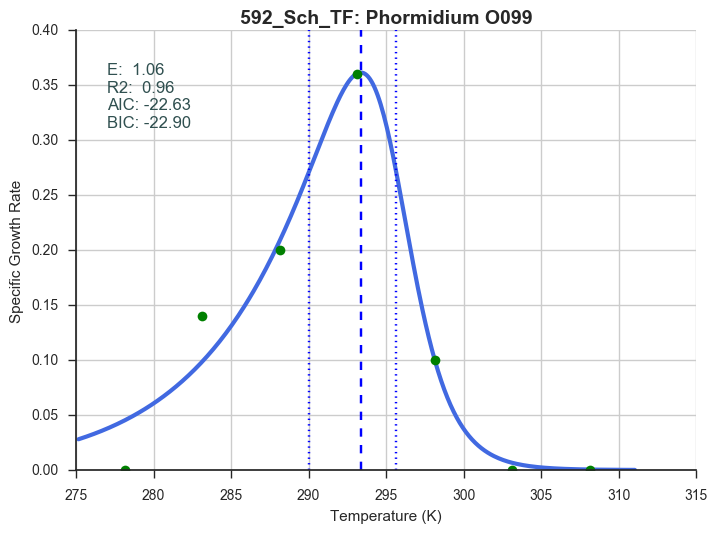 592_Sch_TF: Phormidium O099
E:  1.06
R2:  0.96
AIC: -22.63
BIC: -22.90
Specific Growth Rate
0.40
0.35
0.30
0.25
0.20
0.15
0.10
0.05
0.00
275 280 285 290 295 300 305 310 315
Temperature (K)